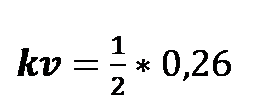 kv = 1/2 * 0,26